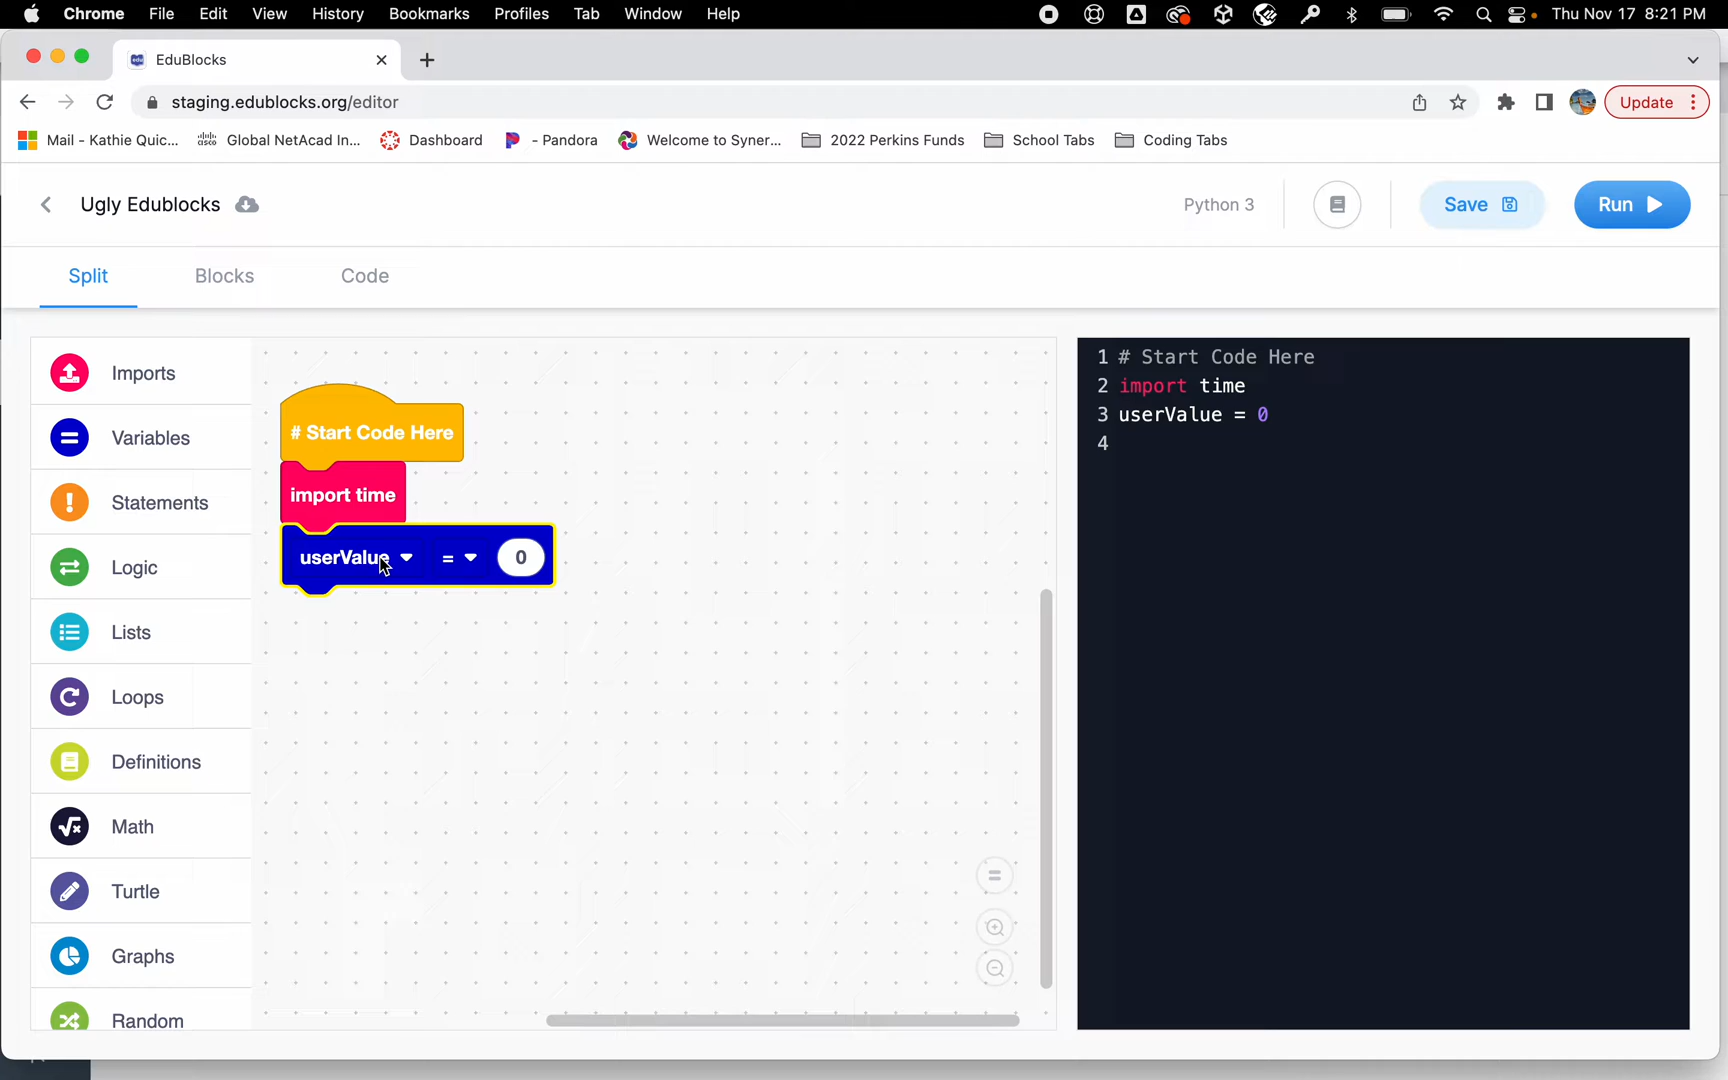 Chrome File Edit View History Bookmarks Profiles Tab Window Help Thu Nov 17 8:21 PM
EduBlocks
staging.edublocks.org/editor Update
Mail - Kathie Quic... Global NetAcad In... Dashboard - Pandora Welcome to Syner... 2022 Perkins Funds School Tabs Coding Tabs
Ugly Edublocks Python 3 Save Run
Split Blocks Code
Imports
Variables
Statements
Logic
Lists
Loops
Definitions
Math
Turtle
Graphs
Random
# Start Code Here
import time
userValue = 0
1 # Start Code Here
2 import time
3 userValue = 0
4